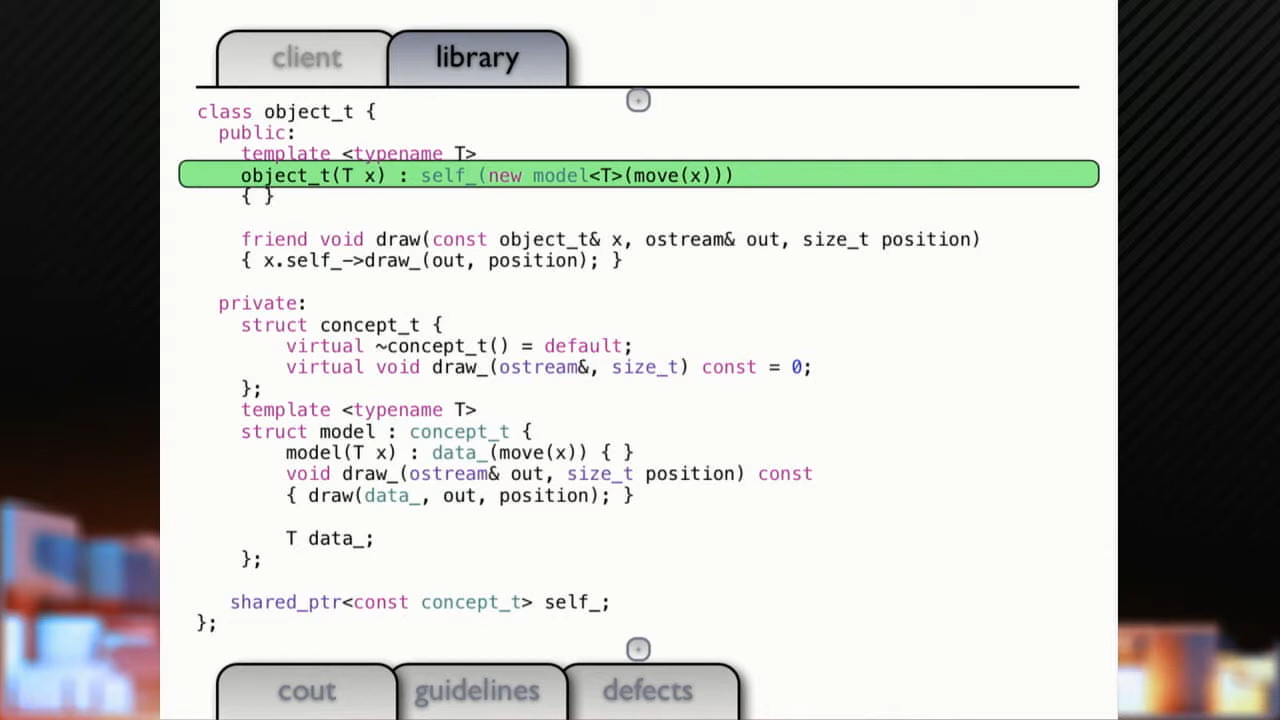 client library
class object_t {
public:
template <typename T>
object_t(T x) : self_(new model<T>(move(x)))
{ }
friend void draw(const object_t& x, ostream& out, size_t position)
{ x.self_->draw_(out, position); }
private:
struct concept_t {
virtual ~concept_t() = default;
virtual void draw_(ostream&, size_t) const = 0;
};
template <typename T>
struct model : concept_t {
model(T x) : data_(move(x)) { }
void draw_(ostream& out, size_t position) const
{ draw(data_, out, position); }
T data_;
};
shared_ptr<const concept_t> self_;
};
cout guidelines defects